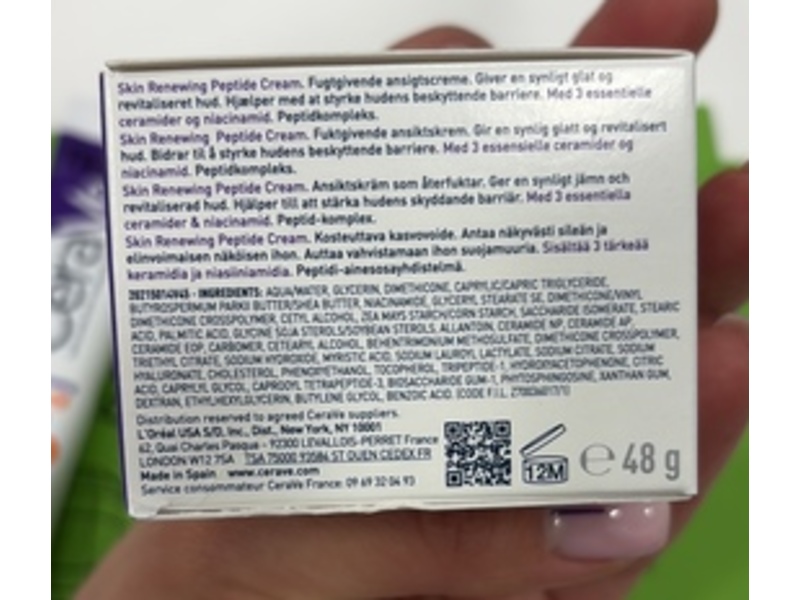 Skin Renewing Peptide Cream. Fugtgivende ansigtscreme. Giver en synligt glat og
revitaliseret hud. Hjælper med at styrke hudens beskyttende barriere. Med 3 essentielle
ceramider og niacinamid. Peptidkompleks.
Skin Renewing Peptide Cream. Fuktgivende ansiktskrem. Gir en synlig glatt og revitalisert
hud. Bidrar til å styrke hudens beskyttende barriere. Med 3 essensielle ceramider og
niacinamid. Peptidkompleks.
Skin Renewing Peptide Cream. Ansiktskräm som återfuktar. Ger en synligt jämn och
revitaliserad hud. Hjälper till att stärka hudens skyddande barriär. Med 3 essentiella
ceramider & niacinamid. Peptid-komplex.
Skin Renewing Peptide Cream. Kosteuttava kasvovoide. Antaa näkyvästi sileän ja
elinvoimaisen näköisen ihon. Auttaa vahvistamaan ihon suojamuuria. Sisältää 3 tärkeää
keramidia ja niasiiniamidia. Peptidi-ainesosayhdistelmä.
- INGREDIENTS: AQUA/WATER, GLYCERIN, DIMETHICONE, CAPRYLIC/CAPRIC TRIGLYCERIDE,
BUTYROSPERMUM PARKII BUTTER/SHEA BUTTER, NIACINAMIDE, GLYCERYL STEARATE SE, DIMETHICONE/VINYL
DIMETHICONE CROSSPOLYMER, CETYL ALCOHOL, ZEA MAYS STARCH/CORN STARCH, SACCHARIDE ISOMERATE, STEARIC
ACID, PALMITIC ACID, GLYCINE SOJA STEROLS/SOYBEAN STEROLS, ALLANTOIN, CERAMIDE NP, CERAMIDE AP,
CERAMIDE EOP, CARBOMER, CETEARYL ALCOHOL, BEHENTRIMONIUM METHOSULFATE, DIMETHICONE CROSSPOLYMER,
TRIETHYL CITRATE, SODIUM HYDROXIDE, MYRISTIC ACID, SODIUM LAUROYL LACTYLATE, SODIUM CITRATE, SODIUM
HYALURONATE, CHOLESTEROL, PHENOXYETHANOL, TOCOPHEROL, TRIPEPTIDE-1, HYDROXYACETOPHENONE, CITRIC
ACID, CAPRYLYL GLYCOL, CAPROOYL TETRAPEPTIDE-3, BIOSACCHARIDE GUM-1, PHYTOSPHINGOSINE, XANTHAN GUM,
DEXTRAN, ETHYLHEXYLGLYCERIN, BUTYLENE GLYCOL, BENZOIC ACID. (CODE F.I.L.
Distribution reserved to agreed CeraVe suppliers.
L'Oréal USA S/D, Inc., Dist., New York, NY 10001
62, Quai Charles Pasqua - 92300 LEVALLOIS-PERRET France
LONDON W12 7SA TSA 75000 93584 ST OUEN CEDEX FR
Made in Spain www.cerave.com
Service consommateur CeraVe France: 09 69 32 04 93
12M
℮ 48 g
Cera